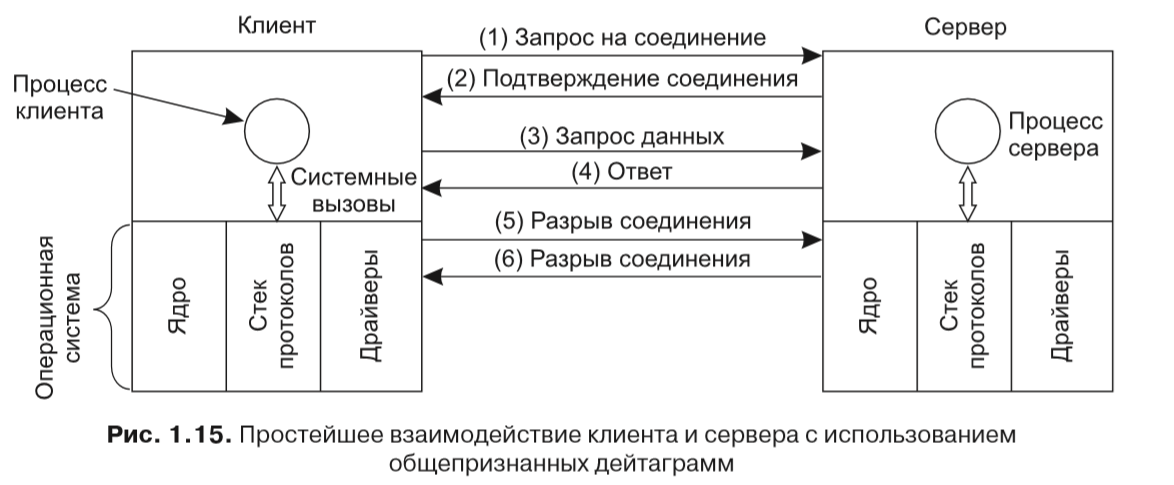 Клиент
Сервер
Процесс
клиента
(1) Запрос на соединение
(2) Подтверждение соединения
(3) Запрос данных
(4) Ответ
(5) Разрыв соединения
(6) Разрыв соединения
Системные
вызовы
Процесс
сервера
Операционная
система
Ядро
Стек
протоколов
Драйверы
Ядро
Стек
протоколов
Драйверы
Рис. 1.15. Простейшее взаимодействие клиента и сервера с использованием
общепризнанных дейтаграмм